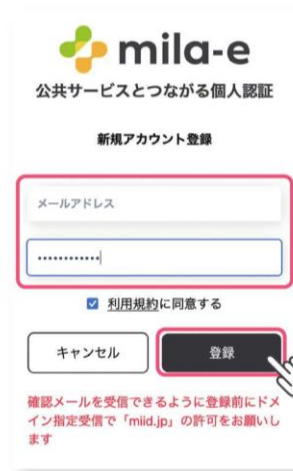 mila-e
公共サービスとつながる個人認証
新規アカウント登録
メールアドレス
••••••••••••
利用規約に同意する
キャンセル
登録
確認メールを受信できるように登録前にドメ
イン指定受信で「miid.jp」の許可をお願いし
ます